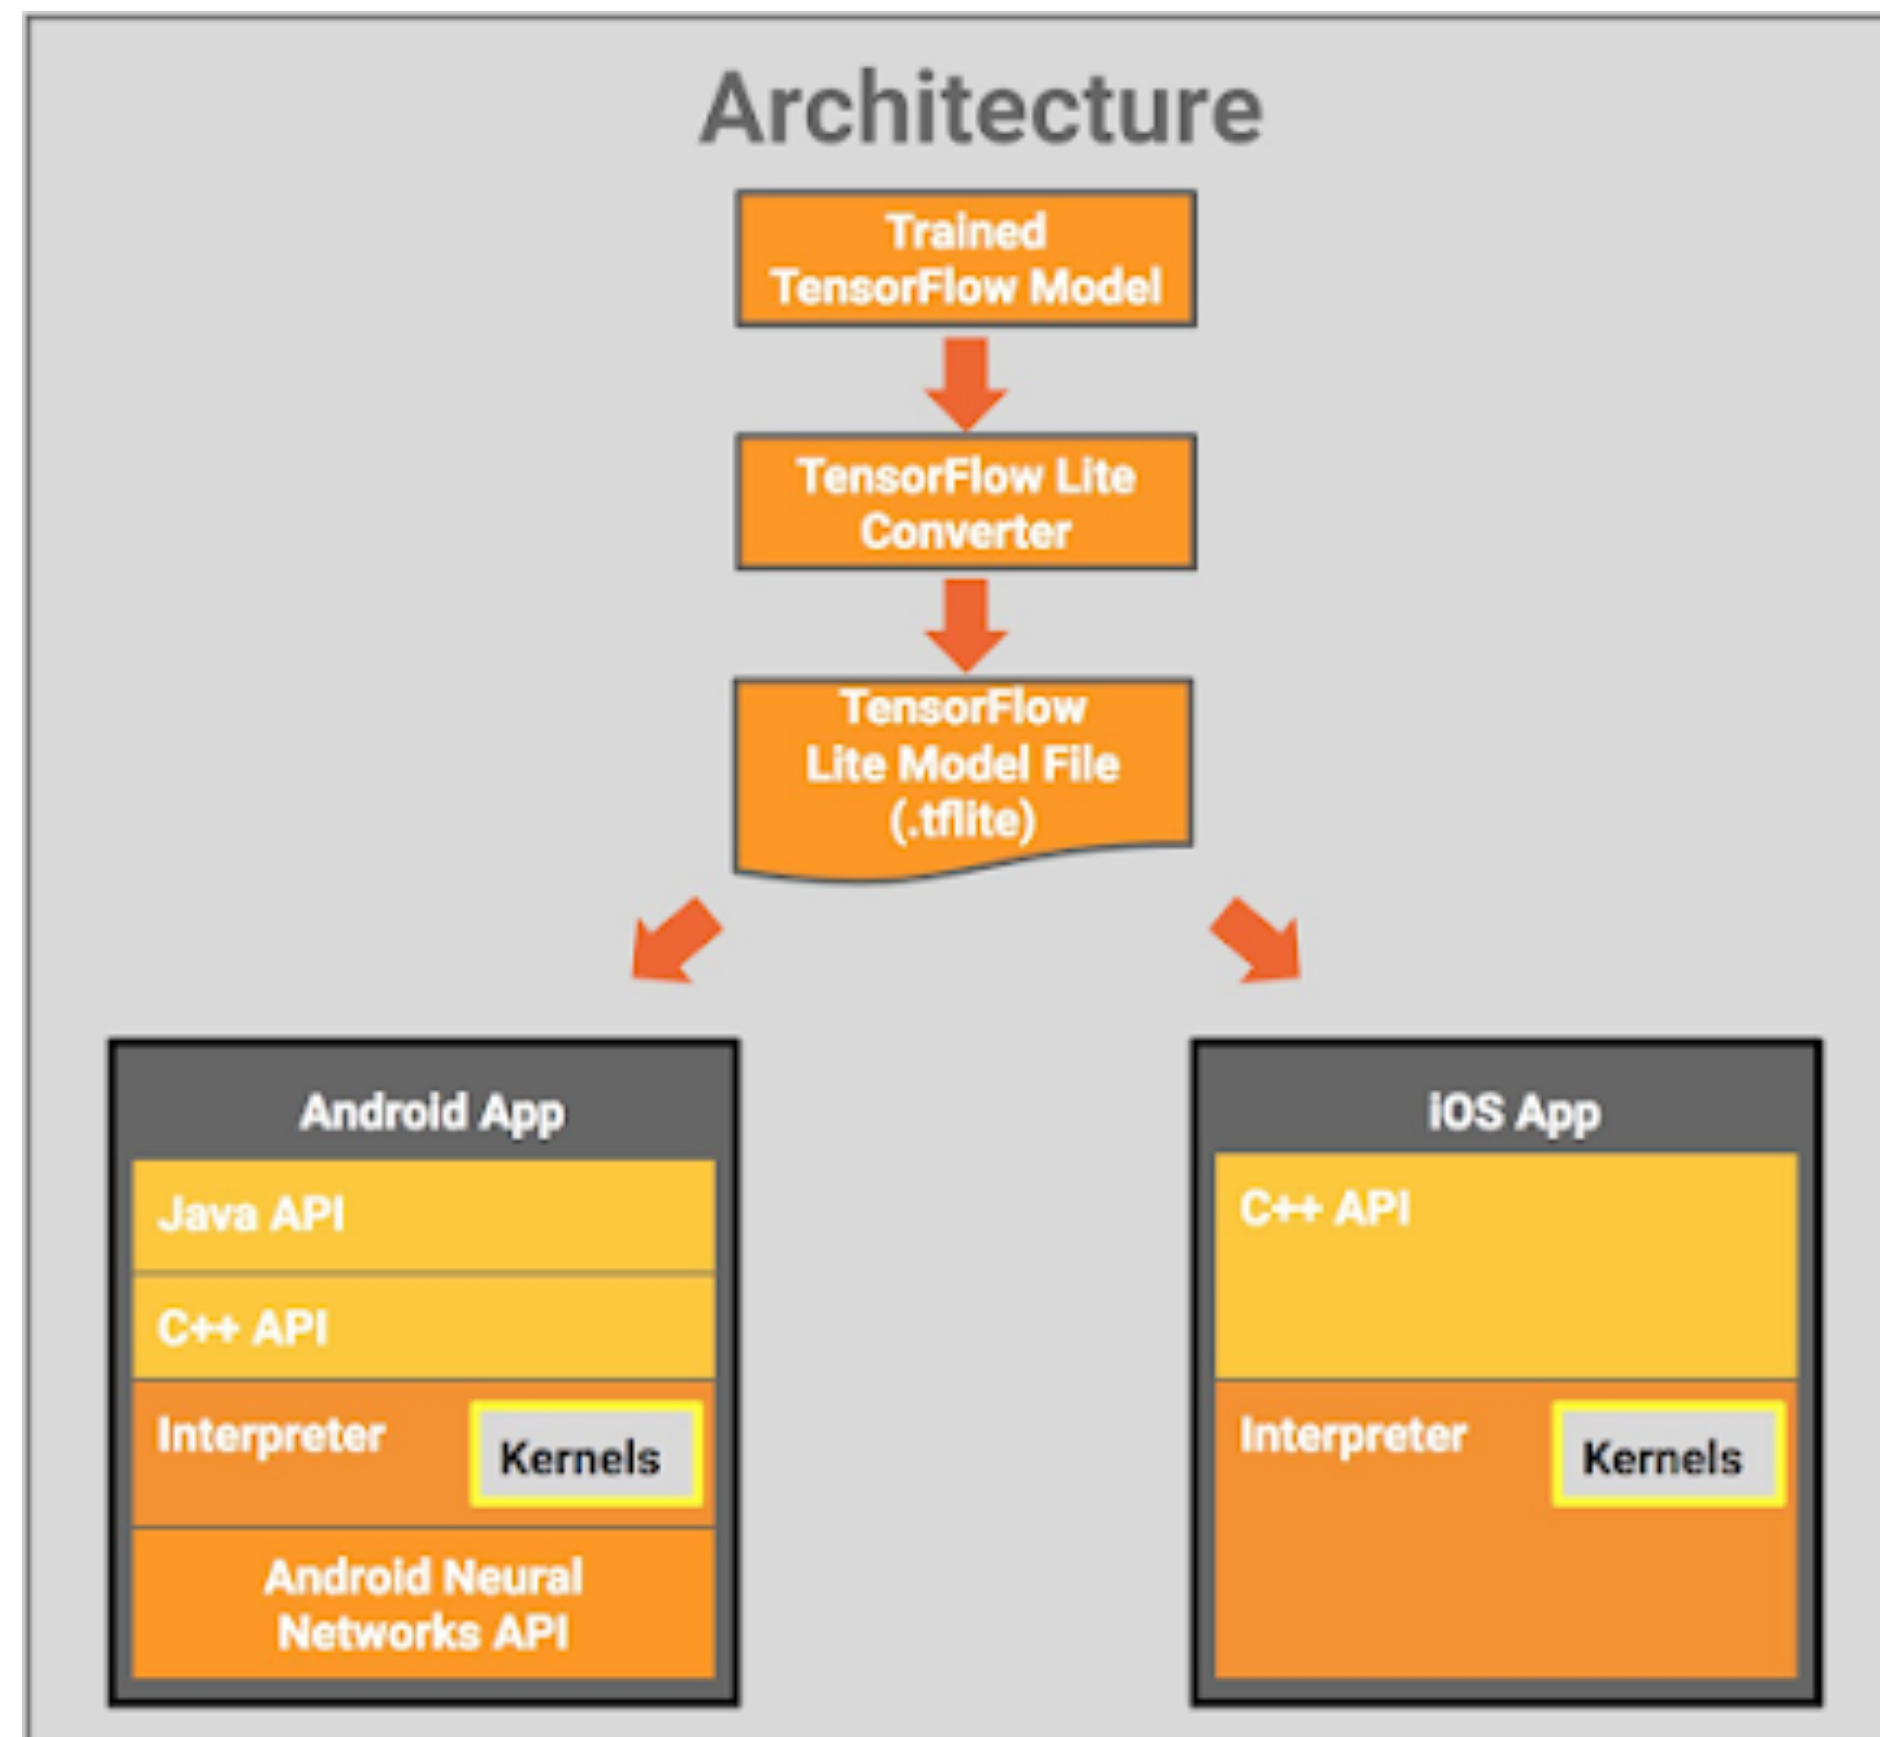 Architecture
Trained
TensorFlow Model
TensorFlow Lite
Converter
TensorFlow
Lite Model File
(.tflite)
Android App
Java API
C++ API
Interpreter
Kernels
Android Neural
Networks API
iOS App
C++ API
Interpreter
Kernels